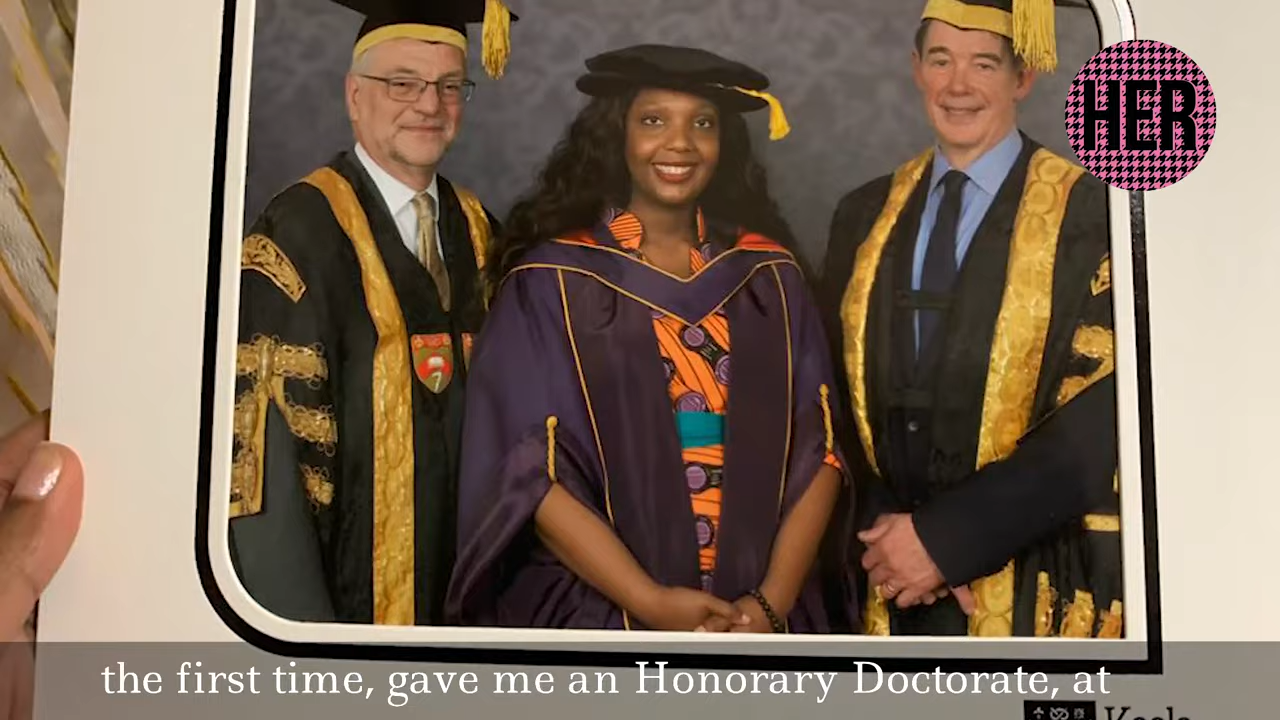 HER
the first time, gave me an Honorary Doctorate, at